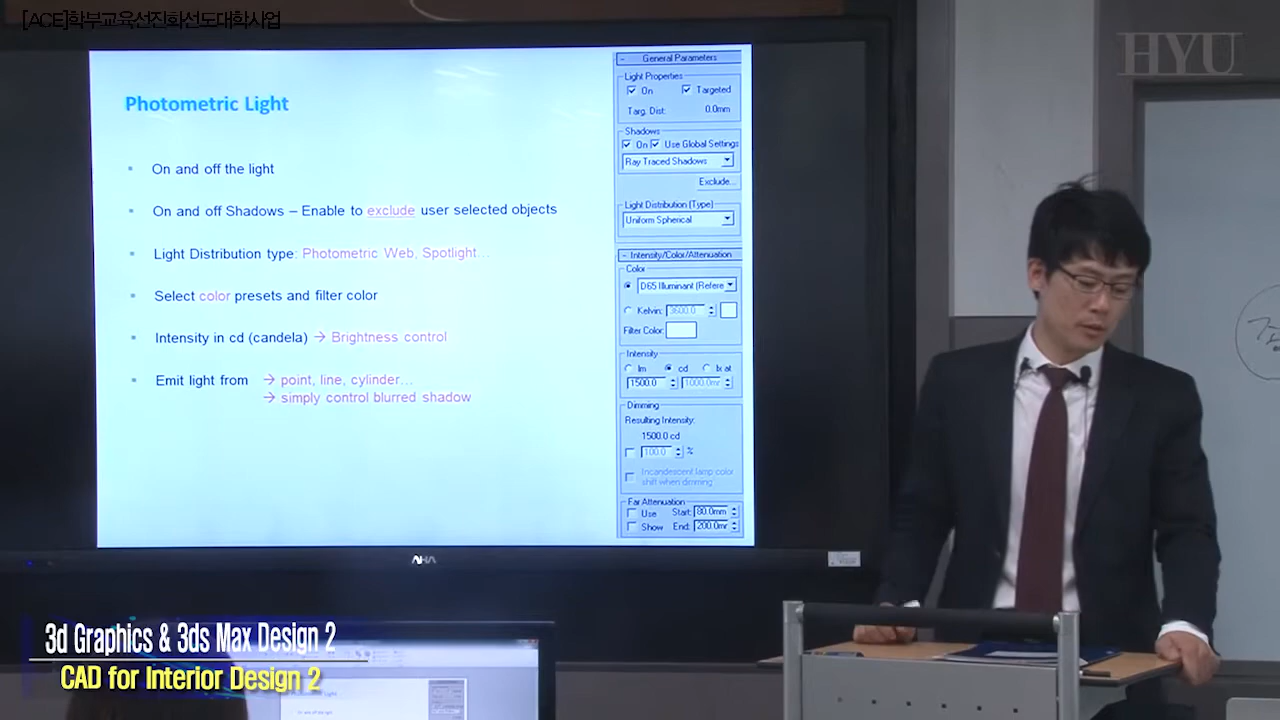 [ACE]학부교육선진화선도대학사업
HYU
Photometric Light
On and off the light
On and off Shadows – Enable to exclude user selected objects
Light Distribution type: Photometric Web, Spotlight…
Select color presets and filter color
Intensity in cd (candela) → Brightness control
Emit light from → point, line, cylinder…
→ simply control blurred shadow
General Parameters
Light Properties
On Targeted
Targ. Dist: 0.0mm
Shadows
On Use Global Settings
Ray Traced Shadows
Exclude...
Light Distribution (Type)
Uniform Spherical
Intensity/Color/Attenuation
Color
D65 Illuminant (Refere
Kelvin: 3600.0
Filter Color:
Intensity
lm cd lx at
1500.0 1000.0mr
Dimming
Resulting Intensity:
1500.0 cd
100.0 %
Incandescent lamp color
shift when dimming
Far Attenuation
Use Start: 80.0mm
Show End: 200.0mr
AHA
3d Graphics & 3ds Max Design 2
CAD for Interior Design 2